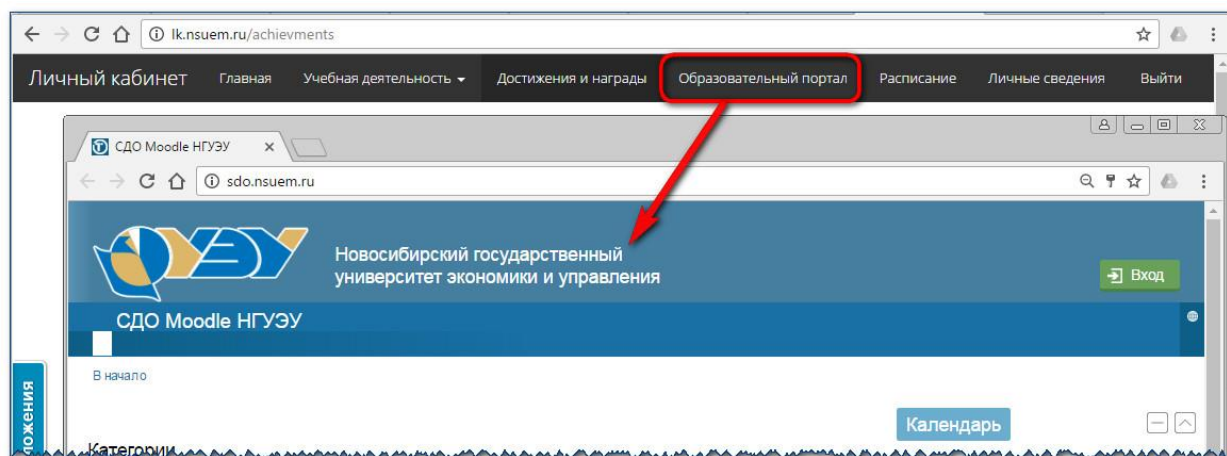 lk.nsuem.ru/achievments
Личный кабинет Главная Учебная деятельность Достижения и награды Образовательный портал Расписание Личные сведения Выйти
СДО Moodle НГУЭУ
sdo.nsuem.ru
Новосибирский государственный
университет экономики и управления
Вход
СДО Moodle НГУЭУ
В начало
Календарь
Категории